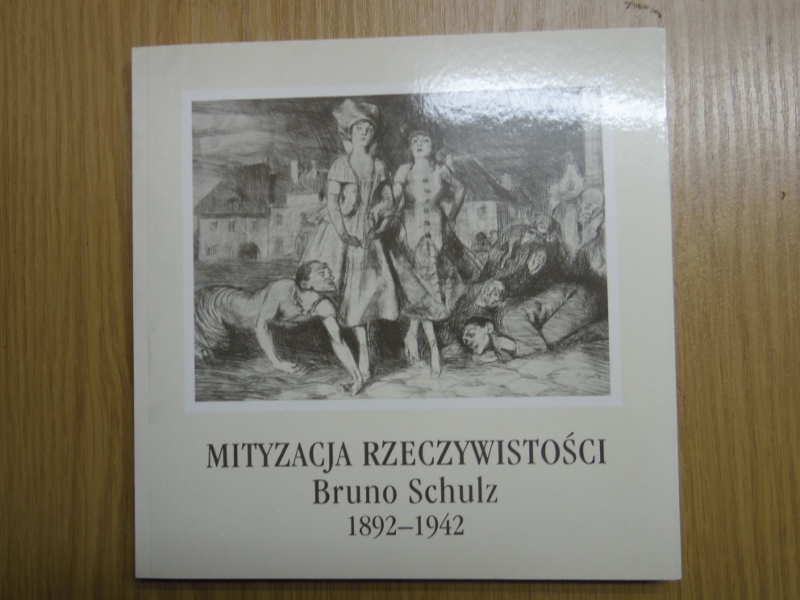 MITYZACJA RZECZYWISTOŚCI
Bruno Schulz
1892–1942